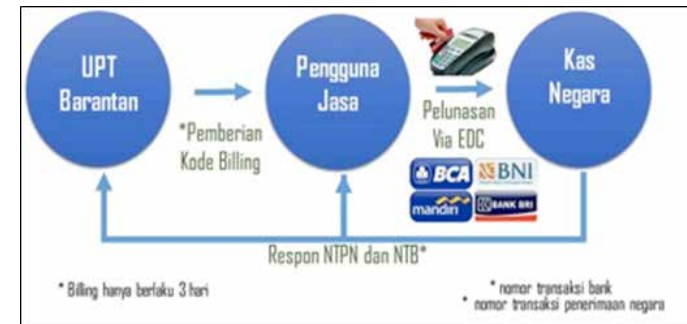 UPT
Barantan
*Pemberian
Kode Billing
Pengguna
Jasa
Pelunasan
Via EDC
BCA
BNI
mandiri
BANK BRI
Kas
Negara
Respon NTPN dan NTB*
* Billing hanya berlaku 3 hari
* nomor transaksi bank
* nomor transaksi penerimaan negara